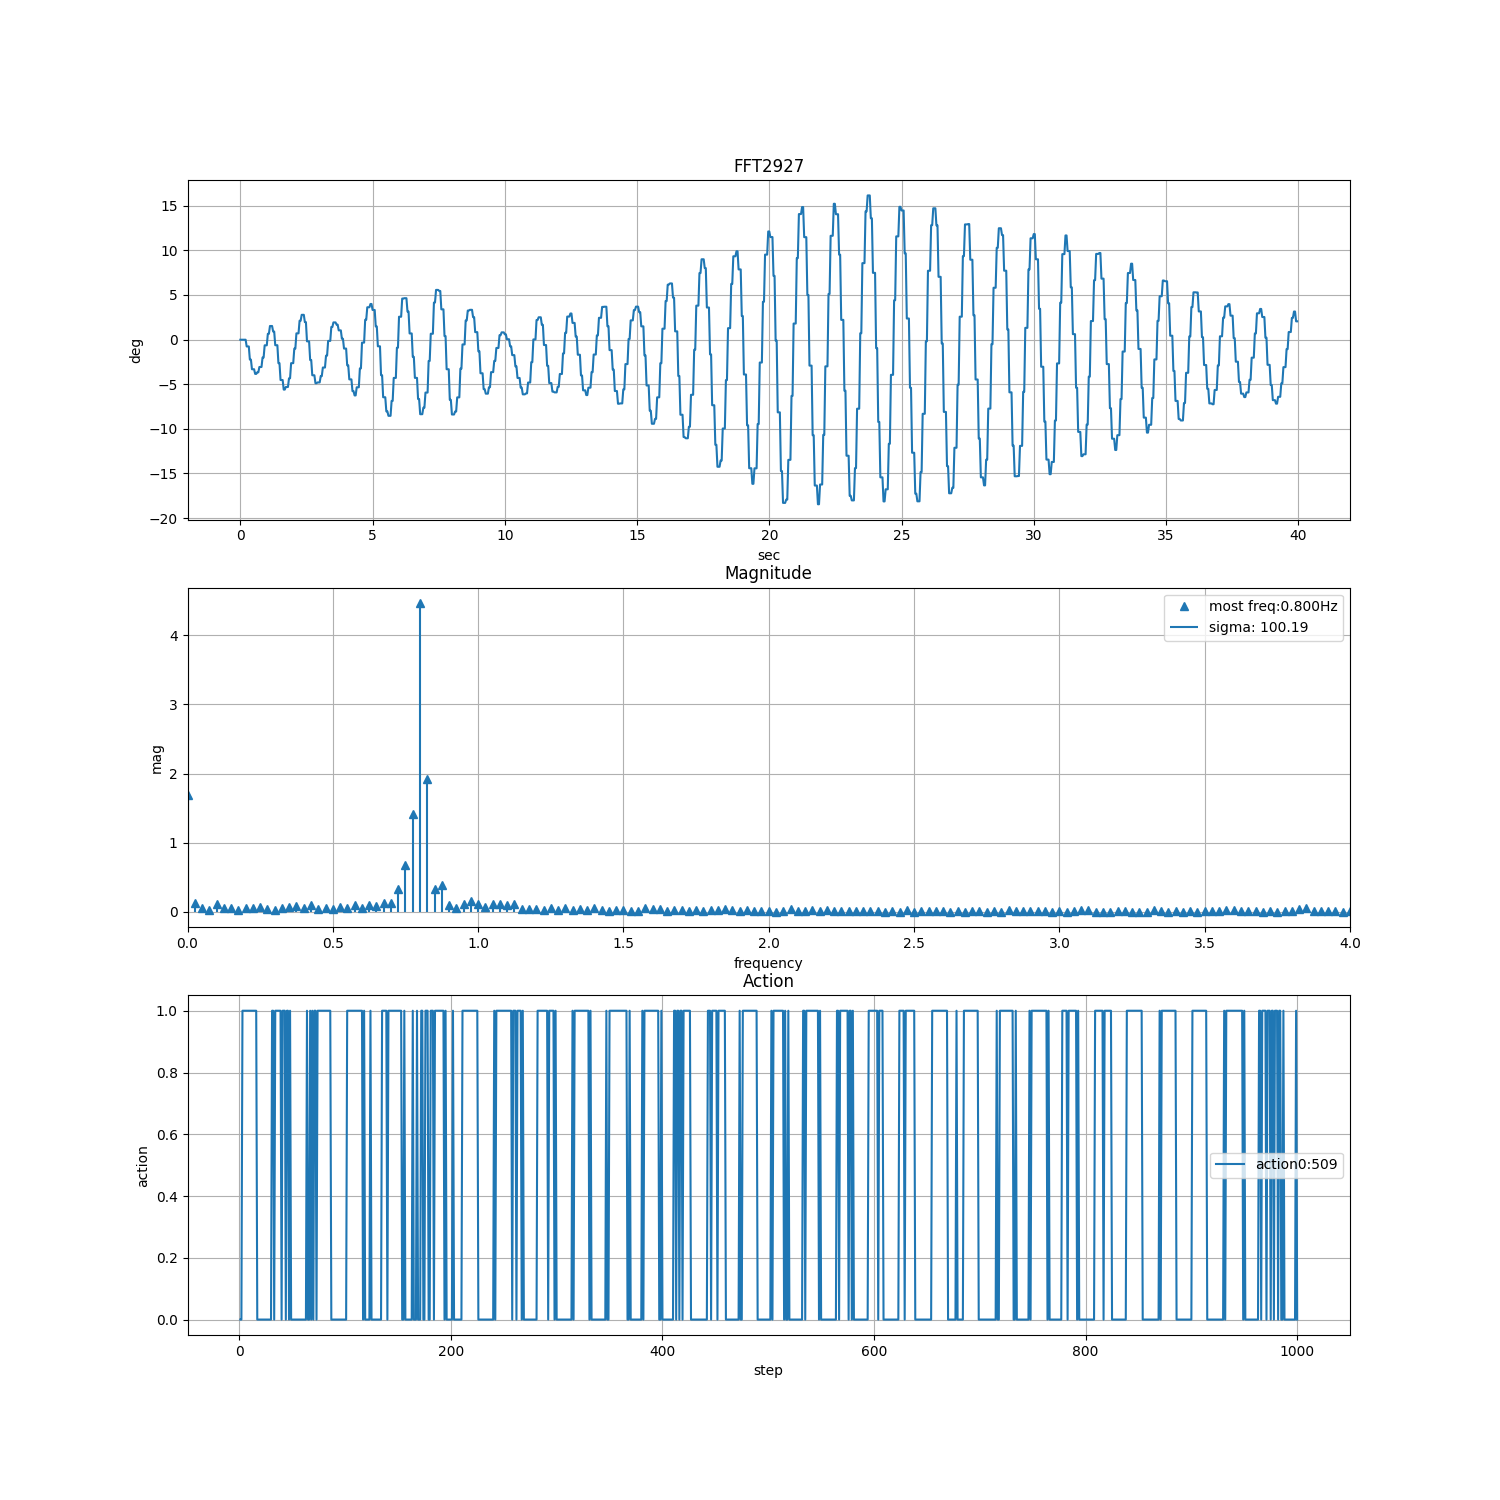 FFT2927
15
10
5
0
−5
−10
−15
−20
deg
0 5 10 15 20 25 30 35 40
sec
Magnitude
most freq:0.800Hz
sigma: 100.19
4
3
2
1
0
mag
0.0 0.5 1.0 1.5 2.0 2.5 3.0 3.5 4.0
frequency
Action
1.0
0.8
0.6
0.4
0.2
0.0
action
action0:509
0 200 400 600 800 1000
step